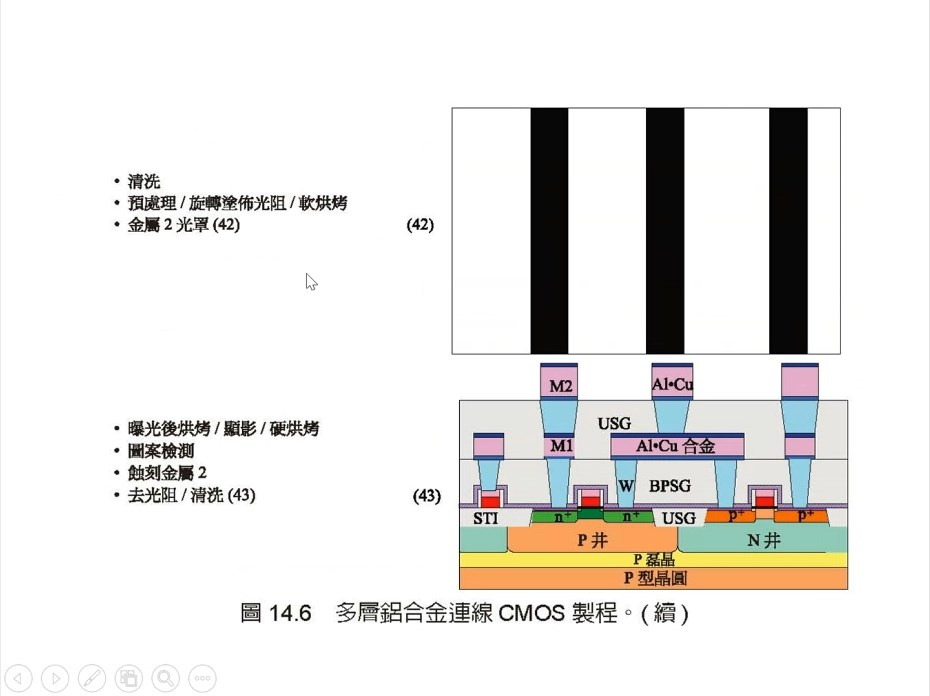 • 清洗
• 預處理 / 旋轉塗佈光阻 / 軟烘烤
• 金屬 2 光罩 (42)
(42)
M2
Al•Cu
USG
M1
Al•Cu 合金
W
BPSG
STI
n⁺
n⁺
USG
p⁺
p⁺
P 井
N 井
P 磊晶
P 型晶圓
• 曝光後烘烤 / 顯影 / 硬烘烤
• 圖案檢測
• 蝕刻金屬 2
• 去光阻 / 清洗 (43)
(43)
圖 14.6 多層鋁合金連線 CMOS 製程。( 續 )